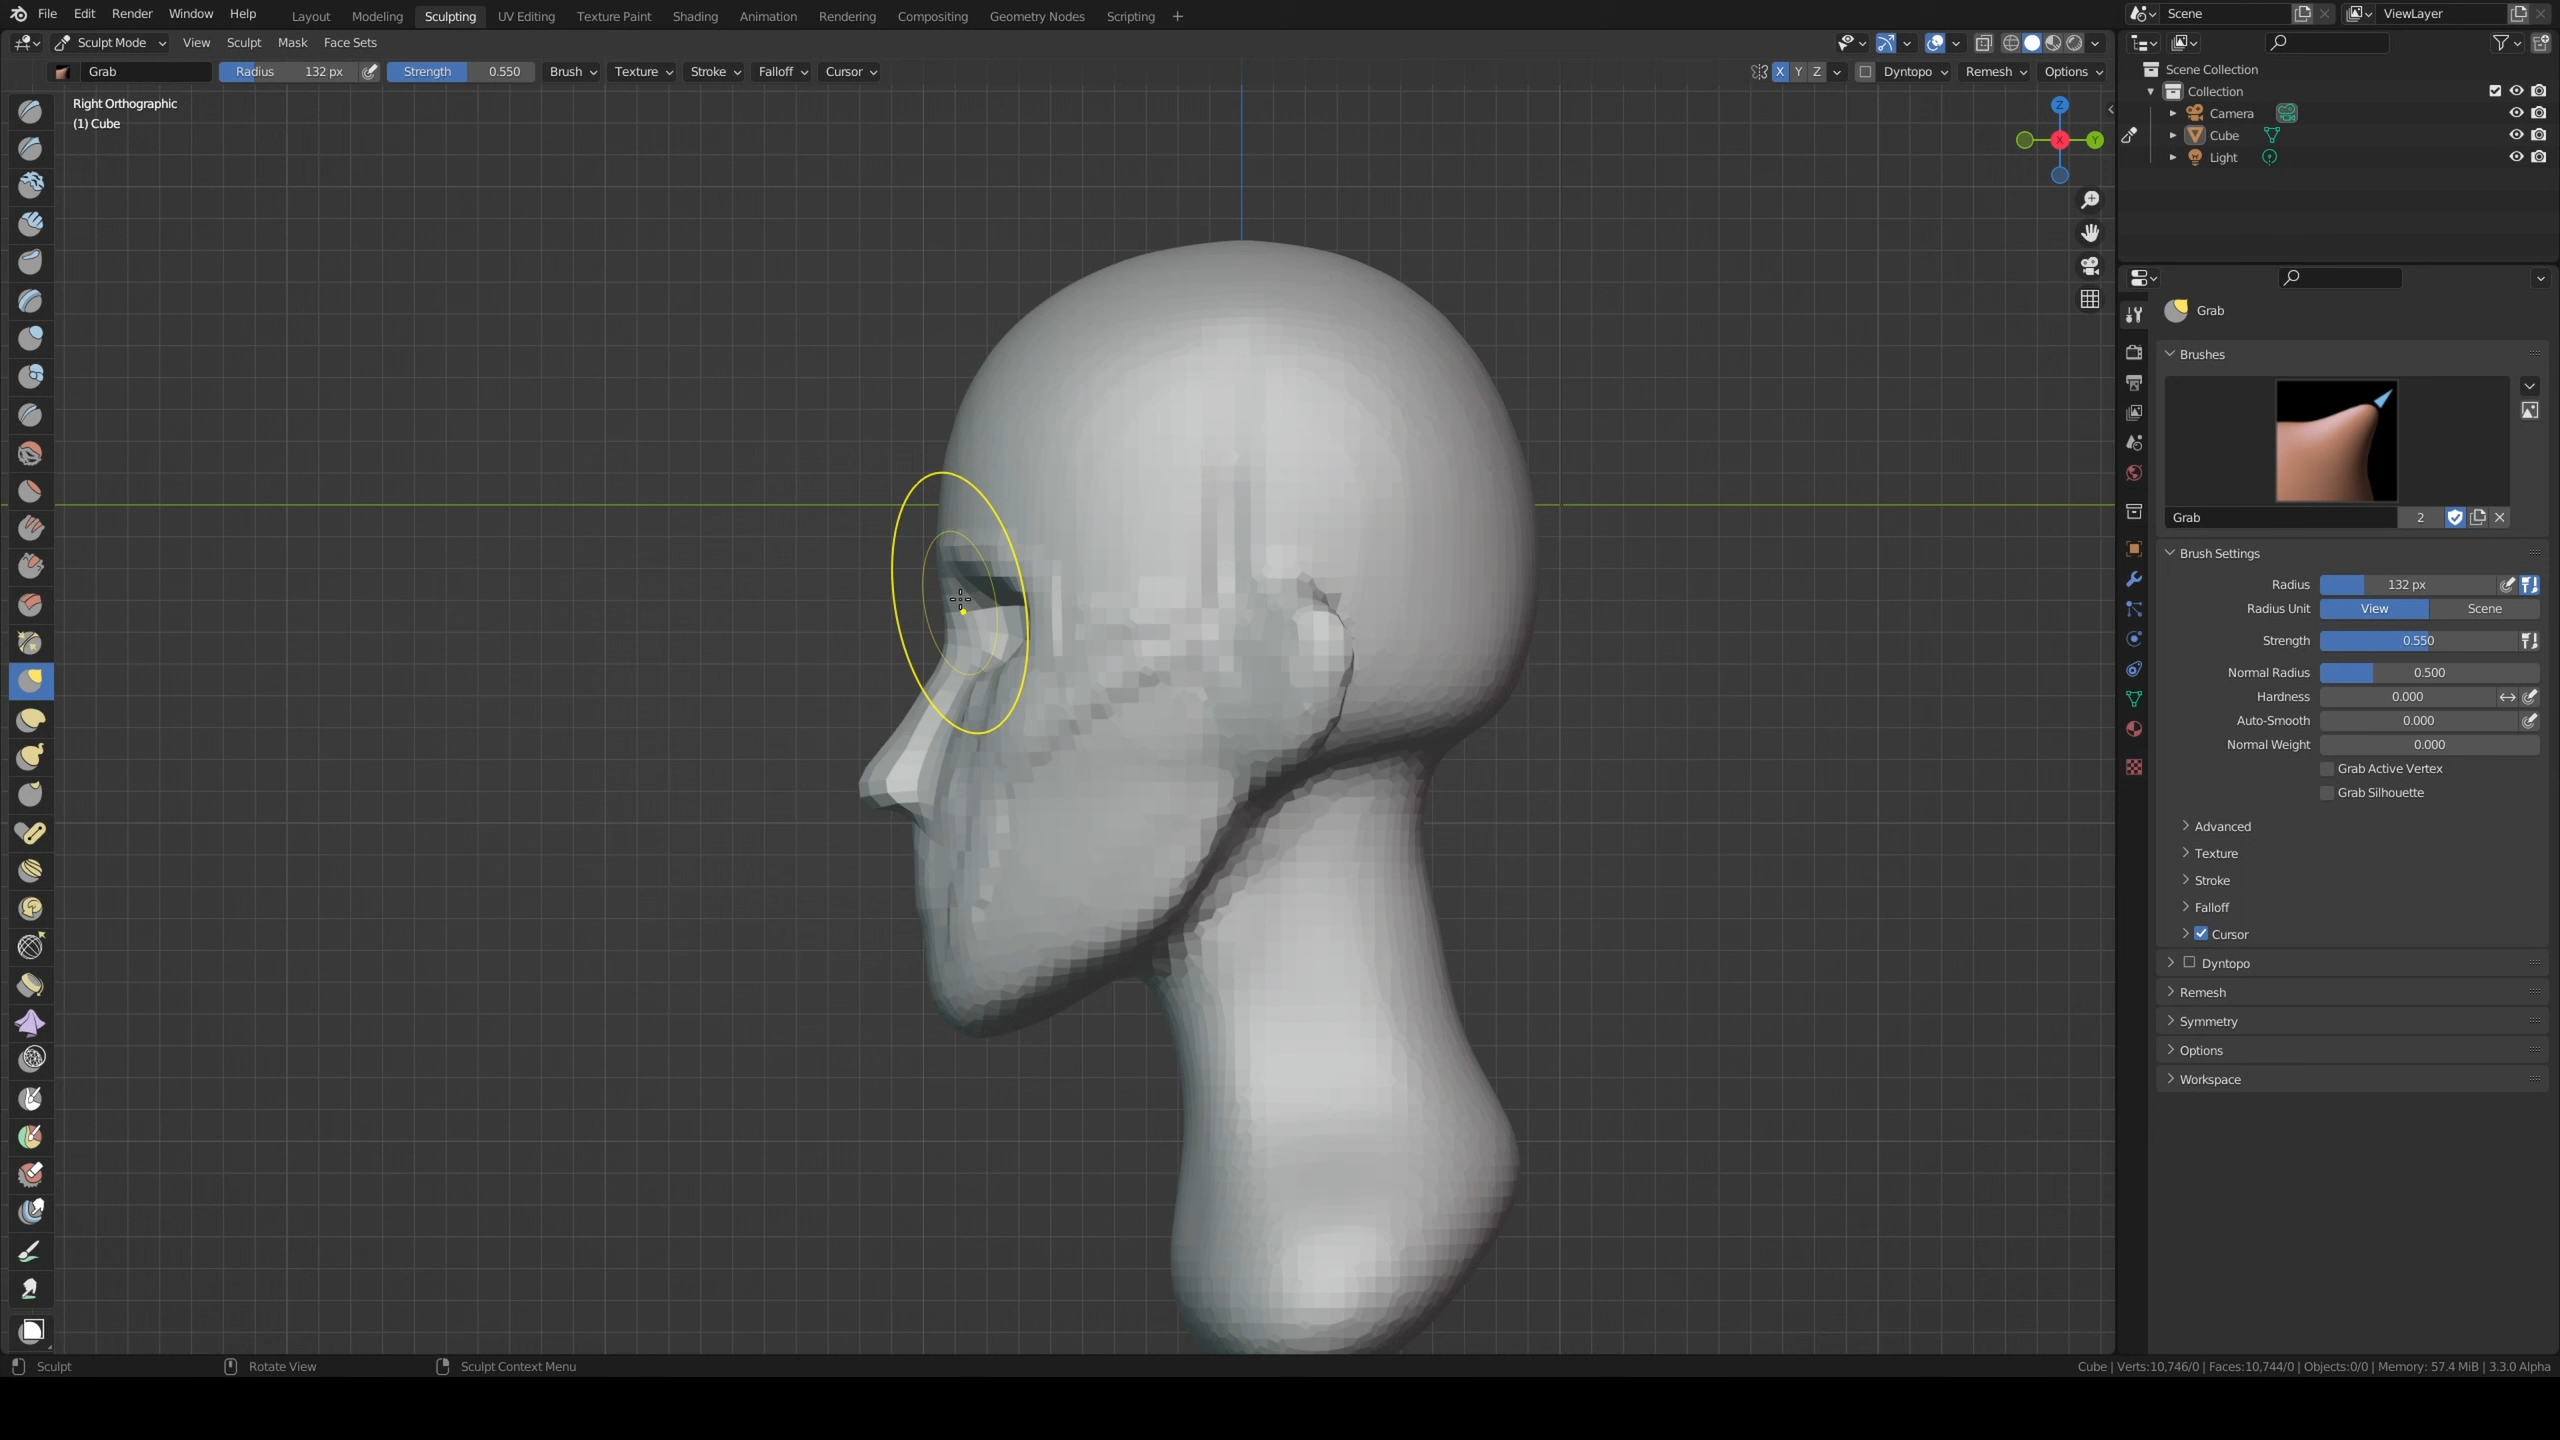 File Edit Render Window Help Layout Modeling Sculpting UV Editing Texture Paint Shading Animation Rendering Compositing Geometry Nodes Scripting + Scene ViewLayer
Sculpt Mode View Sculpt Mask Face Sets
Grab Radius 132 px Strength 0.550 Brush Texture Stroke Falloff Cursor X Y Z Dyntopo Remesh Options
Right Orthographic
(1) Cube
Z
X
Y
Scene Collection
Collection
Camera
Cube
Light
Grab
Brushes
Grab 2
Brush Settings
Radius 132 px
Radius Unit View Scene
Strength 0.550
Normal Radius 0.500
Hardness 0.000
Auto-Smooth 0.000
Normal Weight 0.000
Grab Active Vertex
Grab Silhouette
Advanced
Texture
Stroke
Falloff
Cursor
Dyntopo
Remesh
Symmetry
Options
Workspace
Sculpt Rotate View Sculpt Context Menu Cube | Verts:10,746/0 | Faces:10,744/0 | Objects:0/0 | Memory: 57.4 MiB | 3.3.0 Alpha